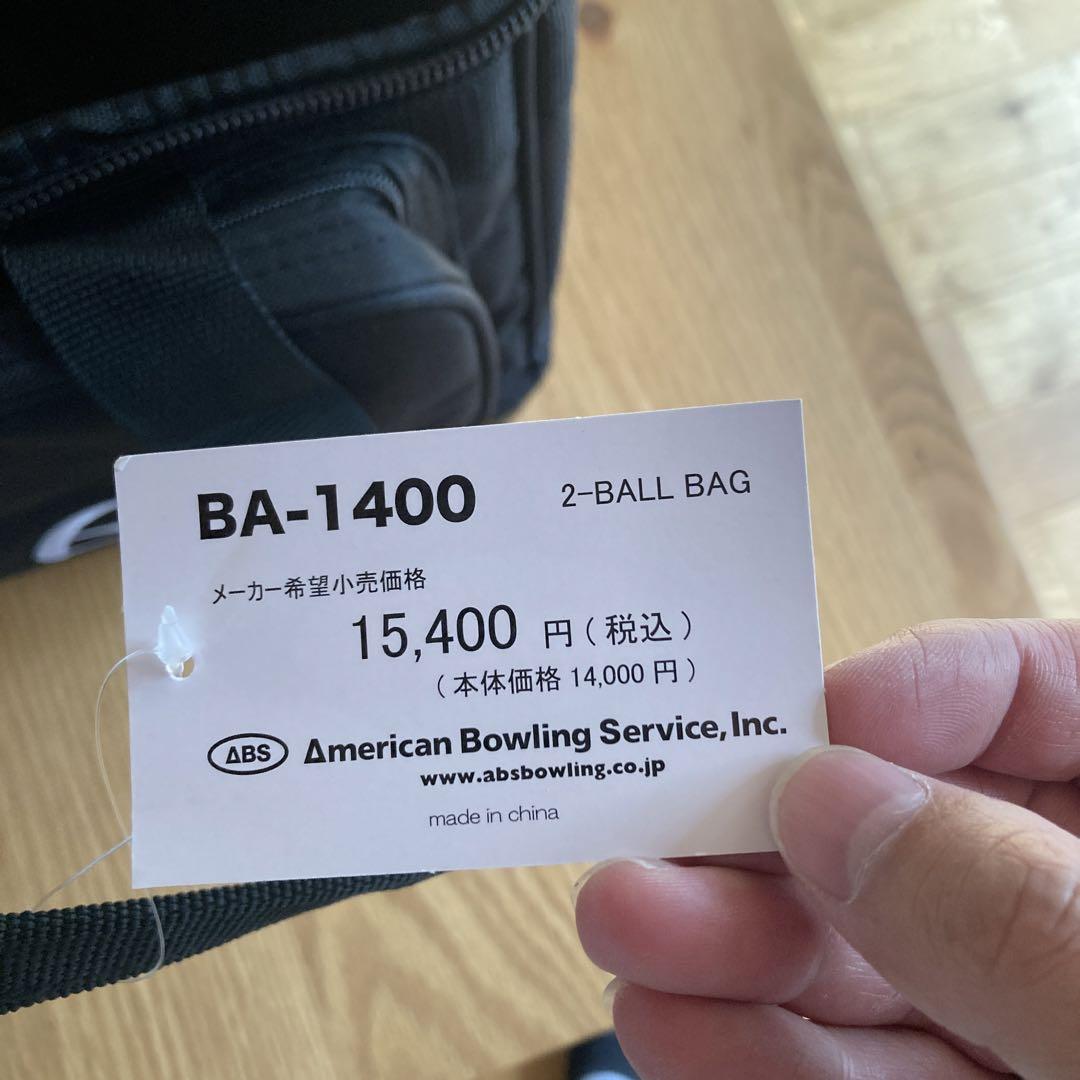 BA-1400 2-BALL BAG
メーカー希望小売価格
15,400 円(税込)
(本体価格 14,000 円)
ABS American Bowling Service, Inc.
www.absbowling.co.jp
made in china